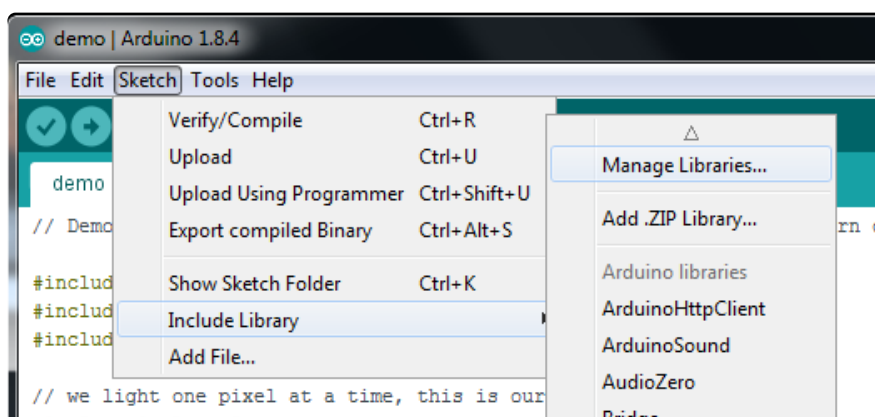 demo | Arduino 1.8.4
File Edit Sketch Tools Help
Verify/Compile Ctrl+R
Upload Ctrl+U
Upload Using Programmer Ctrl+Shift+U
Export compiled Binary Ctrl+Alt+S
Show Sketch Folder Ctrl+K
Include Library
Add File...
Manage Libraries...
Add .ZIP Library...
Arduino libraries
ArduinoHttpClient
ArduinoSound
AudioZero
Bridge
demo
// Demo
rn
#includ
#includ
#includ
// we light one pixel at a time, this is our